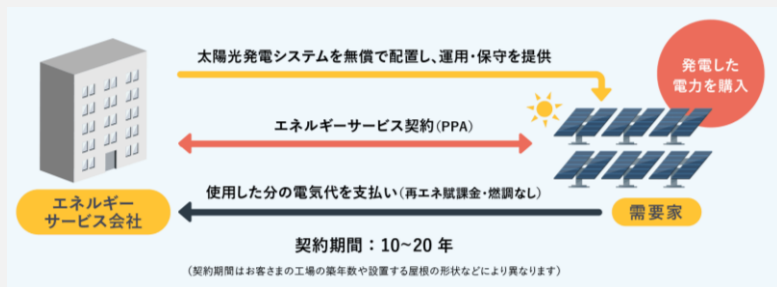 太陽光発電システムを無償で配置し、運用・保守を提供
発電した
電力を購入
エネルギーサービス契約(PPA)
使用した分の電気代を支払い(再エネ賦課金・燃調なし)
エネルギー
サービス会社
需要家
契約期間：10~20 年
(契約期間はお客さまの工場の築年数や設置する屋根の形状などにより異なります)